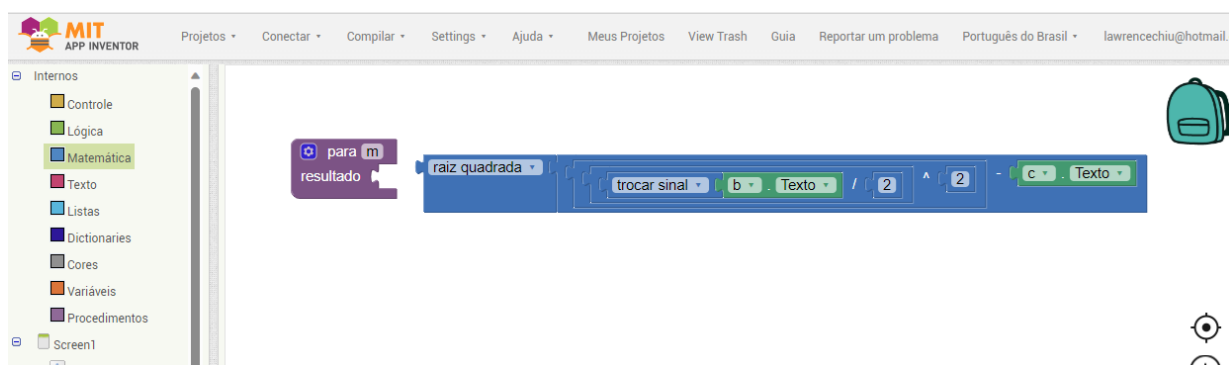 MIT
APP INVENTOR
Projetos Conectar Compilar Settings Ajuda Meus Projetos View Trash Guia Reportar um problema Português do Brasil lawrencechiu@hotmail.
Internos
Controle
Lógica
Matemática
Texto
Listas
Dictionaries
Cores
Variáveis
Procedimentos
Screen1
para m
resultado
raiz quadrada trocar sinal b . Texto / 2 ^ 2 - c . Texto